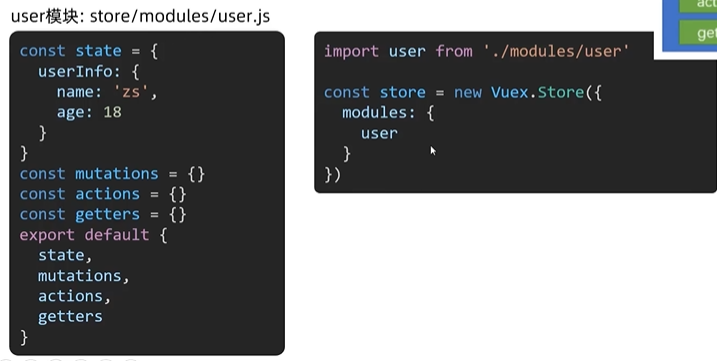 user模块: store/modules/user.js
const state = {
  userInfo: {
    name: 'zs',
    age: 18
  }
}
const mutations = {}
const actions = {}
const getters = {}
export default {
  state,
  mutations,
  actions,
  getters
}
import user from './modules/user'
const store = new Vuex.Store({
  modules: {
    user
  }
})